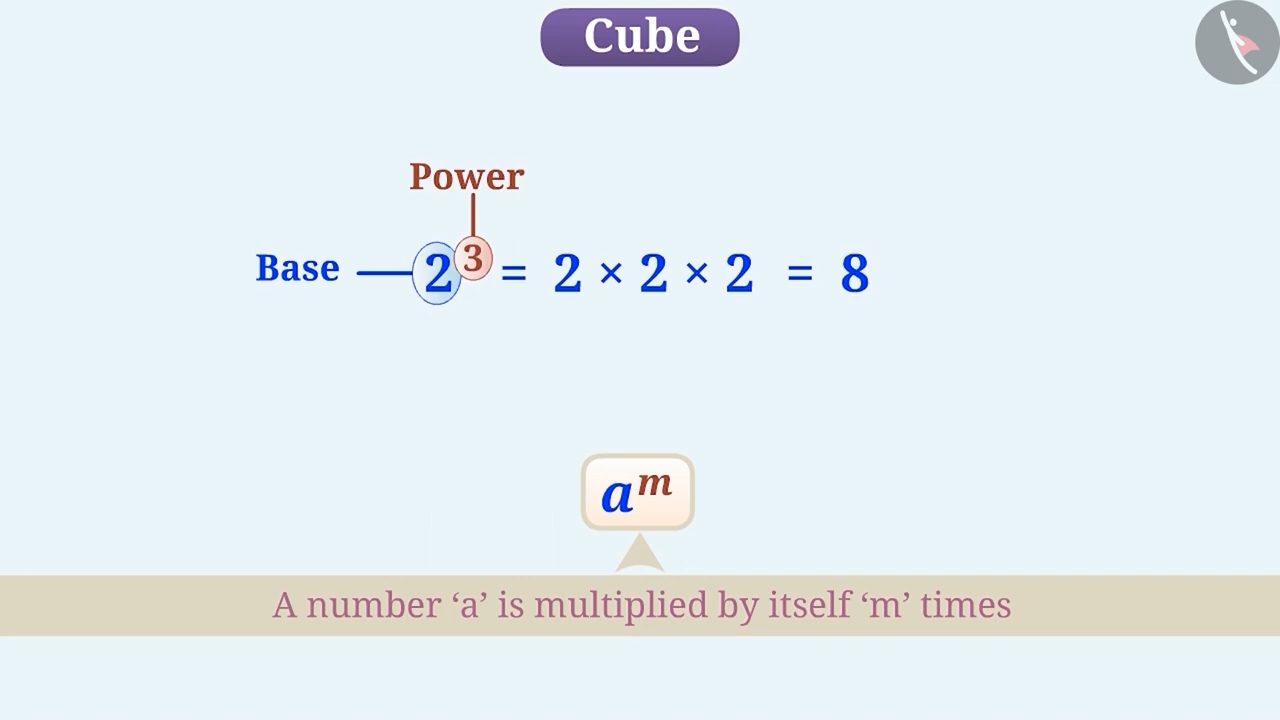 Cube
Power
Base 2³ = 2 × 2 × 2 = 8
aᵐ
A number ‘a’ is multiplied by itself ‘m’ times